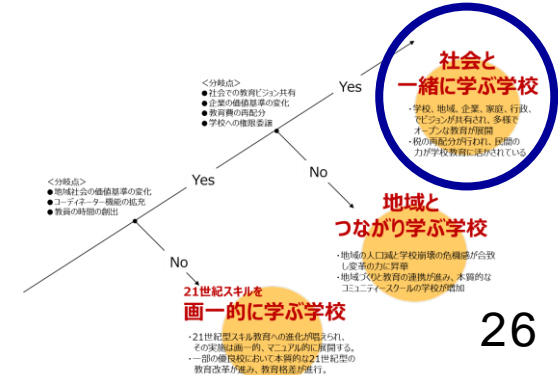 社会と
一緒に学ぶ学校
・学校、地域、企業、家庭、行政、
でビジョンが共有され、多様で
オープンな教育が展開
・税の再配分が行われ、民間の
力が学校教育に活かされている
<分岐点>
●社会での教育ビジョン共有
●企業の価値基準の変化
●教育費の再配分
●学校への権限委譲
Yes
No
<分岐点>
●地域社会の価値基準の変化
●コーディネーター機能の拡充
●教員の時間の創出
Yes
No
地域と
つながり学ぶ学校
・地域の人口減と学校崩壊の危機感が合致
し変革の力に昇華
・地域づくりと教育の連携が進み、本質的な
コミュニティースクールの学校が増加
21世紀スキルを
画一的に学ぶ学校
・21世紀型スキル教育への進化が唱えられ、
その実施は画一的、マニュアル的に展開する。
・一部の優良校において本質的な21世紀型の
教育改革が進み、教育格差が進行。
26